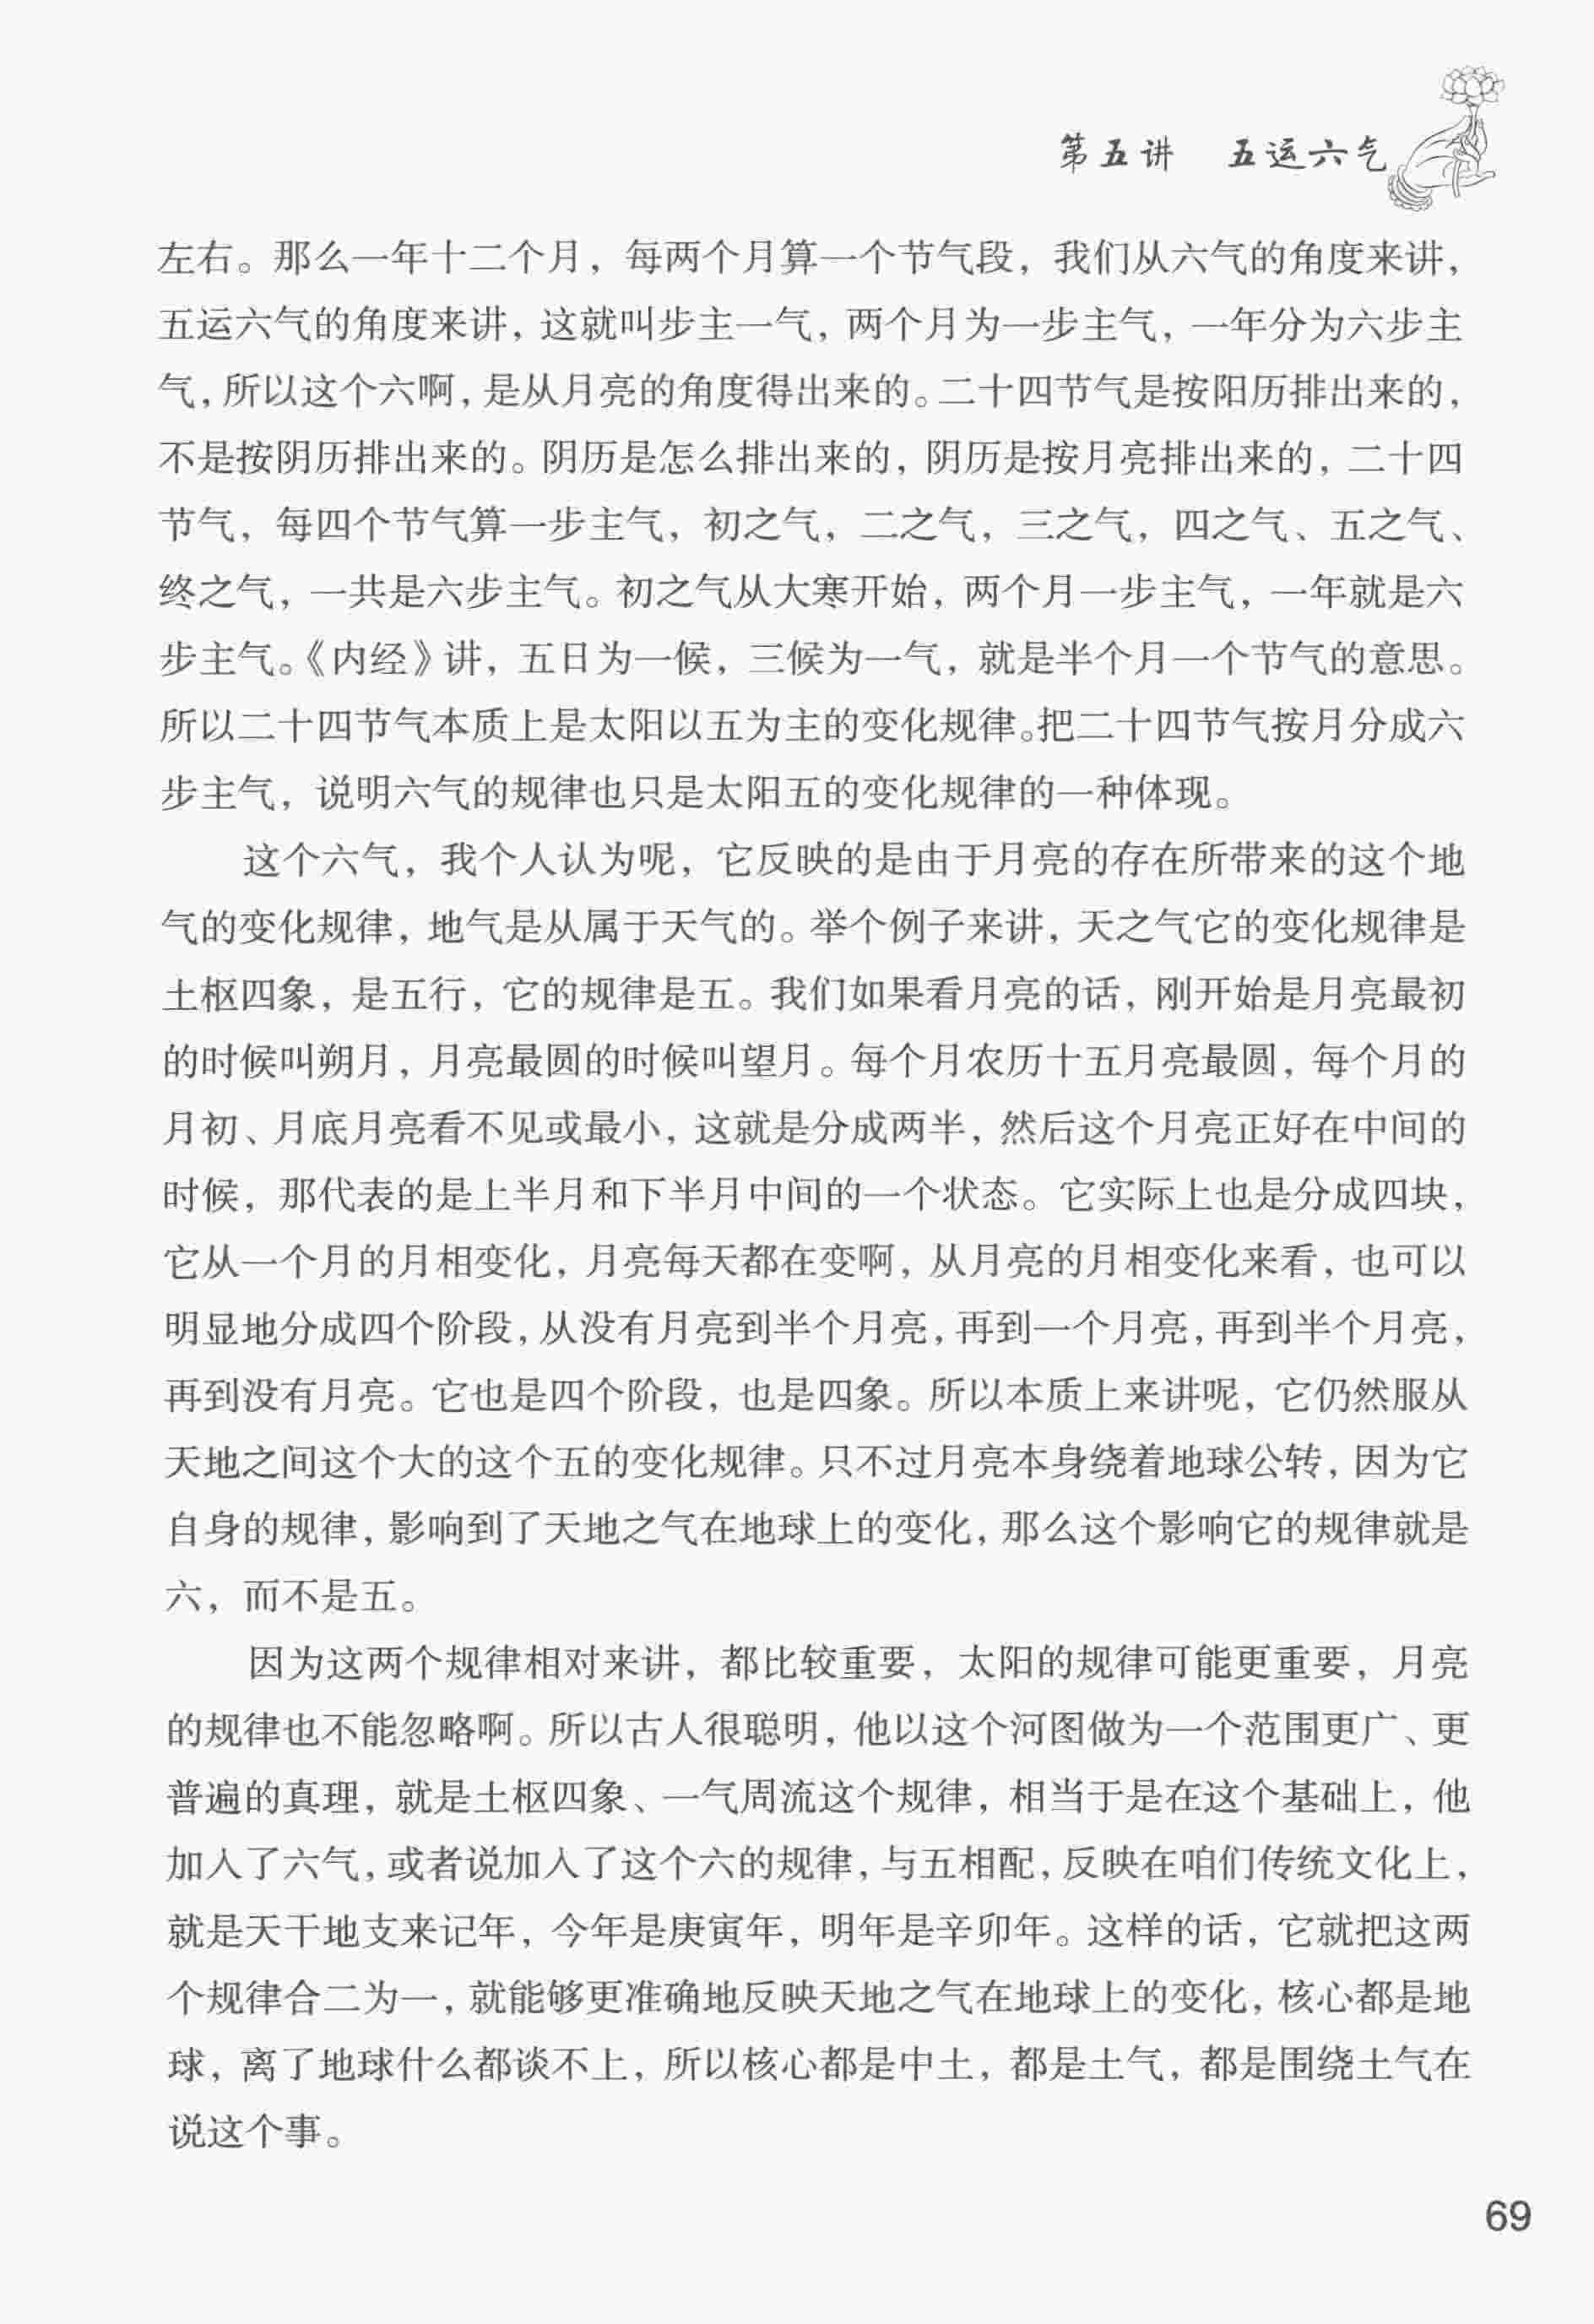 第五讲 五运六气
左右。那么一年十二个月，每两个月算一个节气段，我们从六气的角度来讲，
五运六气的角度来讲，这就叫步主一气，两个月为一步主气，一年分为六步主
气，所以这个六啊，是从月亮的角度得出来的。二十四节气是按阳历排出来的，
不是按阴历排出来的。阴历是怎么排出来的，阴历是按月亮排出来的，二十四
节气，每四个节气算一步主气，初之气，二之气，三之气，四之气、五之气、
终之气，一共是六步主气。初之气从大寒开始，两个月一步主气，一年就是六
步主气。《内经》讲，五日为一候，三候为一气，就是半个月一个节气的意思。
所以二十四节气本质上是太阳以五为主的变化规律。把二十四节气按月分成六
步主气，说明六气的规律也只是太阳五的变化规律的一种体现。
这个六气，我个人认为呢，它反映的是由于月亮的存在所带来的这个地
气的变化规律，地气是从属于天气的。举个例子来讲，天之气它的变化规律是
土枢四象，是五行，它的规律是五。我们如果看月亮的话，刚开始是月亮最初
的时候叫朔月，月亮最圆的时候叫望月。每个月农历十五月亮最圆，每个月的
月初、月底月亮看不见或最小，这就是分成两半，然后这个月亮正好在中间的
时候，那代表的是上半月和下半月中间的一个状态。它实际上也是分成四块，
它从一个月的月相变化，月亮每天都在变啊，从月亮的月相变化来看，也可以
明显地分成四个阶段，从没有月亮到半个月亮，再到一个月亮，再到半个月亮，
再到没有月亮。它也是四个阶段，也是四象。所以本质上来讲呢，它仍然服从
天地之间这个大的这个五的变化规律。只不过月亮本身绕着地球公转，因为它
自身的规律，影响到了天地之气在地球上的变化，那么这个影响它的规律就是
六，而不是五。
因为这两个规律相对来讲，都比较重要，太阳的规律可能更重要，月亮
的规律也不能忽略啊。所以古人很聪明，他以这个河图做为一个范围更广、更
普遍的真理，就是土枢四象、一气周流这个规律，相当于是在这个基础上，他
加入了六气，或者说加入了这个六的规律，与五相配，反映在咱们传统文化上，
就是天干地支来记年，今年是庚寅年，明年是辛卯年。这样的话，它就把这两
个规律合二为一，就能够更准确地反映天地之气在地球上的变化，核心都是地
球，离了地球什么都谈不上，所以核心都是中土，都是土气，都是围绕土气在
说这个事。
69